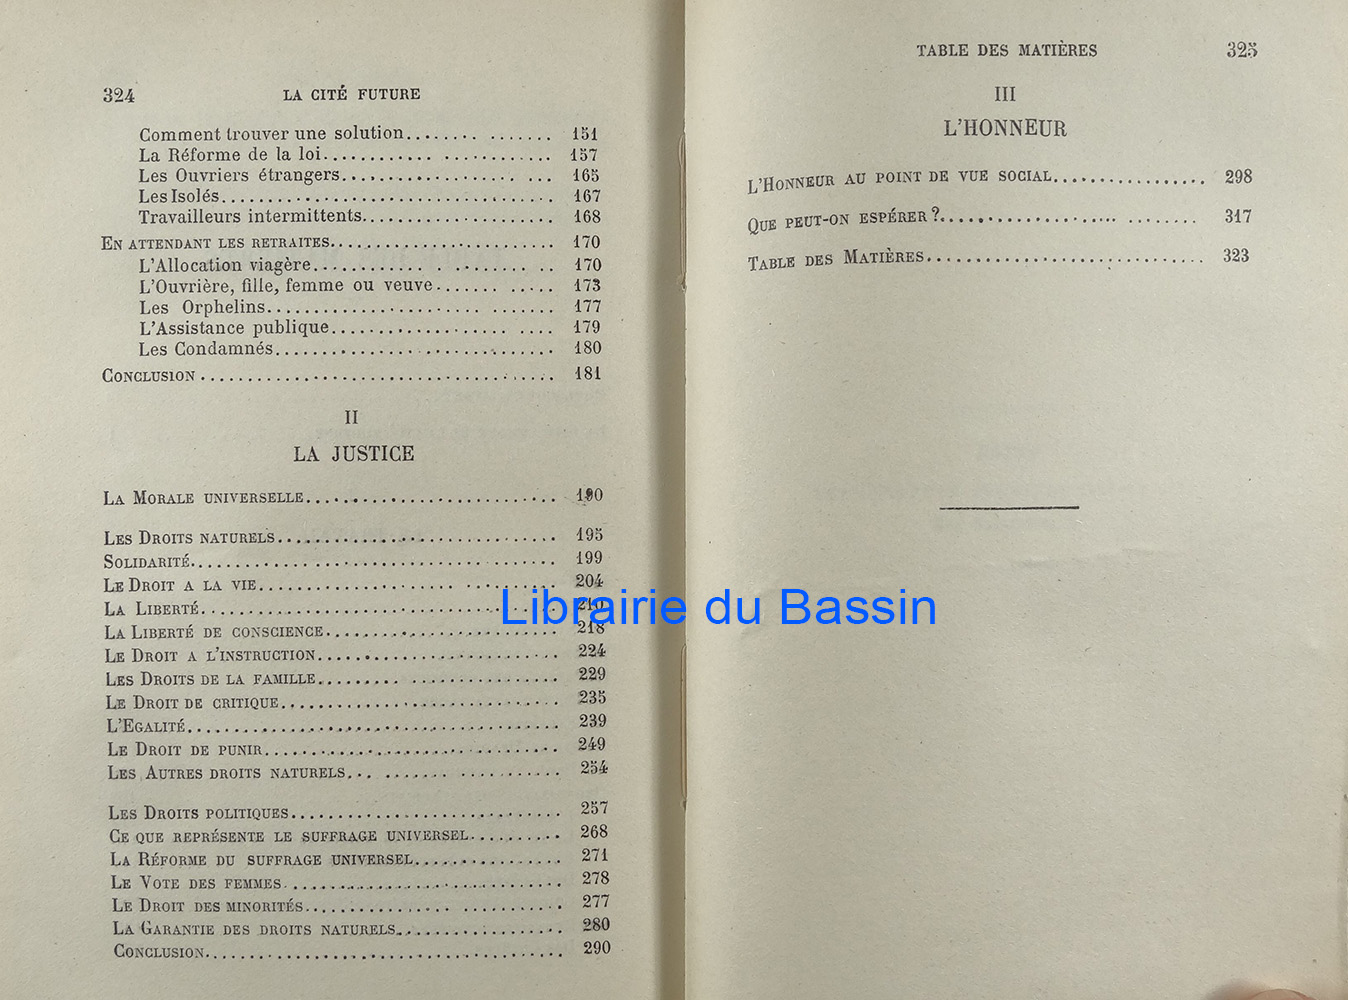 324 LA CITÉ FUTURE
Comment trouver une solution........ ....... 151
La Réforme de la loi............ ............ 157
Les Ouvriers étrangers................... ... 165
Les Isolés.................................... 167
Travailleurs intermittents.................... 168
EN ATTENDANT LES RETRAITES........................ 170
L'Allocation viagère............ . ........ .. 170
L'Ouvrière, fille, femme ou veuve....... ..... 173
Les Orphelins......................... ....... 177
L'Assistance publique................... .... 179
Les Condamnés.............................. 180
CONCLUSION ...................................... 181
II
LA JUSTICE
LA MORALE UNIVERSELLE........................... 190
LES DROITS NATURELS.............................. 195
SOLIDARITÉ....................................... 199
LE DROIT A LA VIE................... .......... 204
LA LIBERTÉ...................................... 210
LA LIBERTÉ DE CONSCIENCE......................... 218
LE DROIT A L'INSTRUCTION.......................... 224
LES DROITS DE LA FAMILLE......... ................ 229
LE DROIT DE CRITIQUE.............................. 235
L'EGALITÉ........................................ 239
LE DROIT DE PUNIR................................ 249
LES AUTRES DROITS NATURELS... ....... ........... 254
LES DROITS POLITIQUES............................. 257
CE QUE REPRÉSENTE LE SUFFRAGE UNIVERSEL.......... 268
LA RÉFORME DU SUFFRAGE UNIVERSEL................ 271
LE VOTE DES FEMMES.............................. 278
LE DROIT DES MINORITÉS................ .......... 277
LA GARANTIE DES DROITS NATURELS.................. 280
CONCLUSION....................................... 290
TABLE DES MATIÈRES 325
III
L'HONNEUR
L'HONNEUR AU POINT DE VUE SOCIAL................. 298
QUE PEUT-ON ESPÉRER ?................... ........ 317
TABLE DES MATIÈRES.............................. 323
Librairie du Bassin